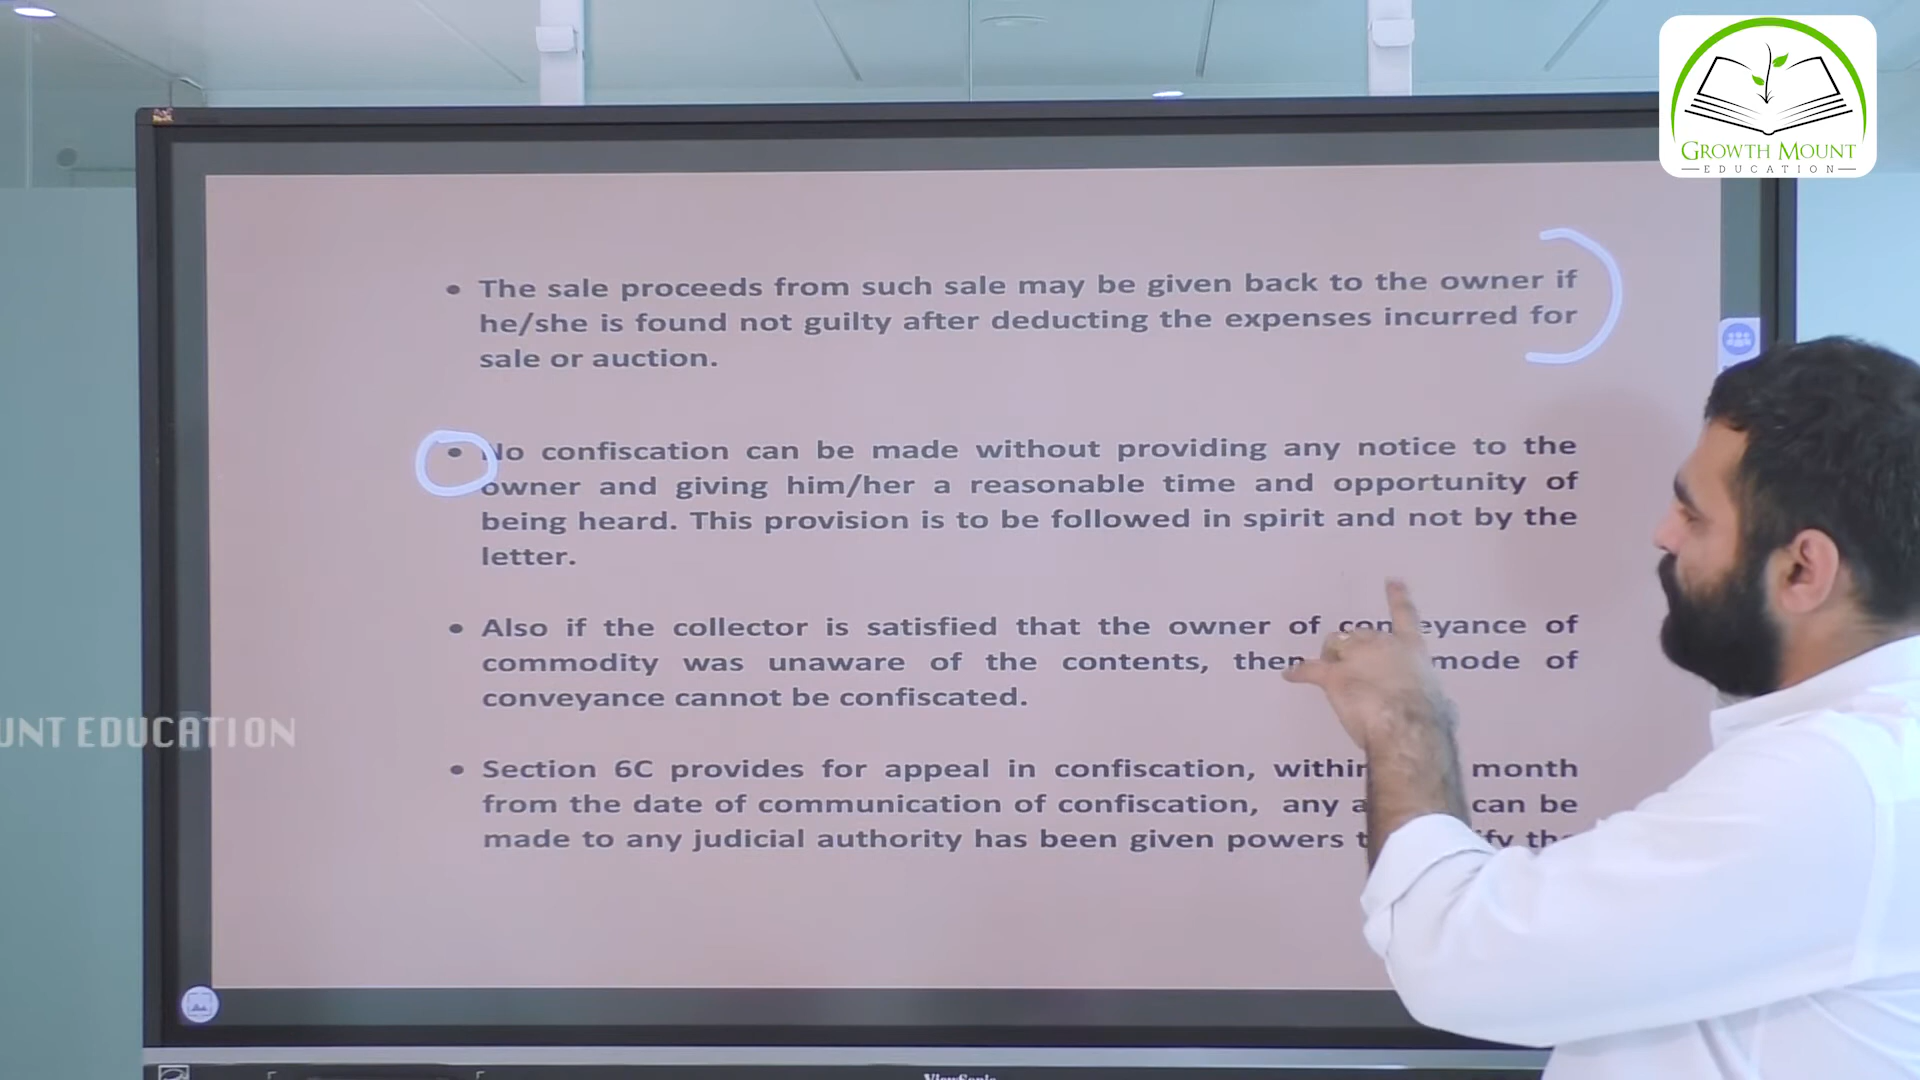 GROWTH MOUNT
EDUCATION
• The sale proceeds from such sale may be given back to the owner if
he/she is found not guilty after deducting the expenses incurred for
sale or auction.
• No confiscation can be made without providing any notice to the
owner and giving him/her a reasonable time and opportunity of
being heard. This provision is to be followed in spirit and not by the
letter.
• Also if the collector is satisfied that the owner of conveyance of
commodity was unaware of the contents, mode of
conveyance cannot be confiscated.
UNT EDUCATION
• Section 6C provides for appeal in confiscation, within month
from the date of communication of confiscation, any can be
made to any judicial authority has been given powers the
ViewSonic